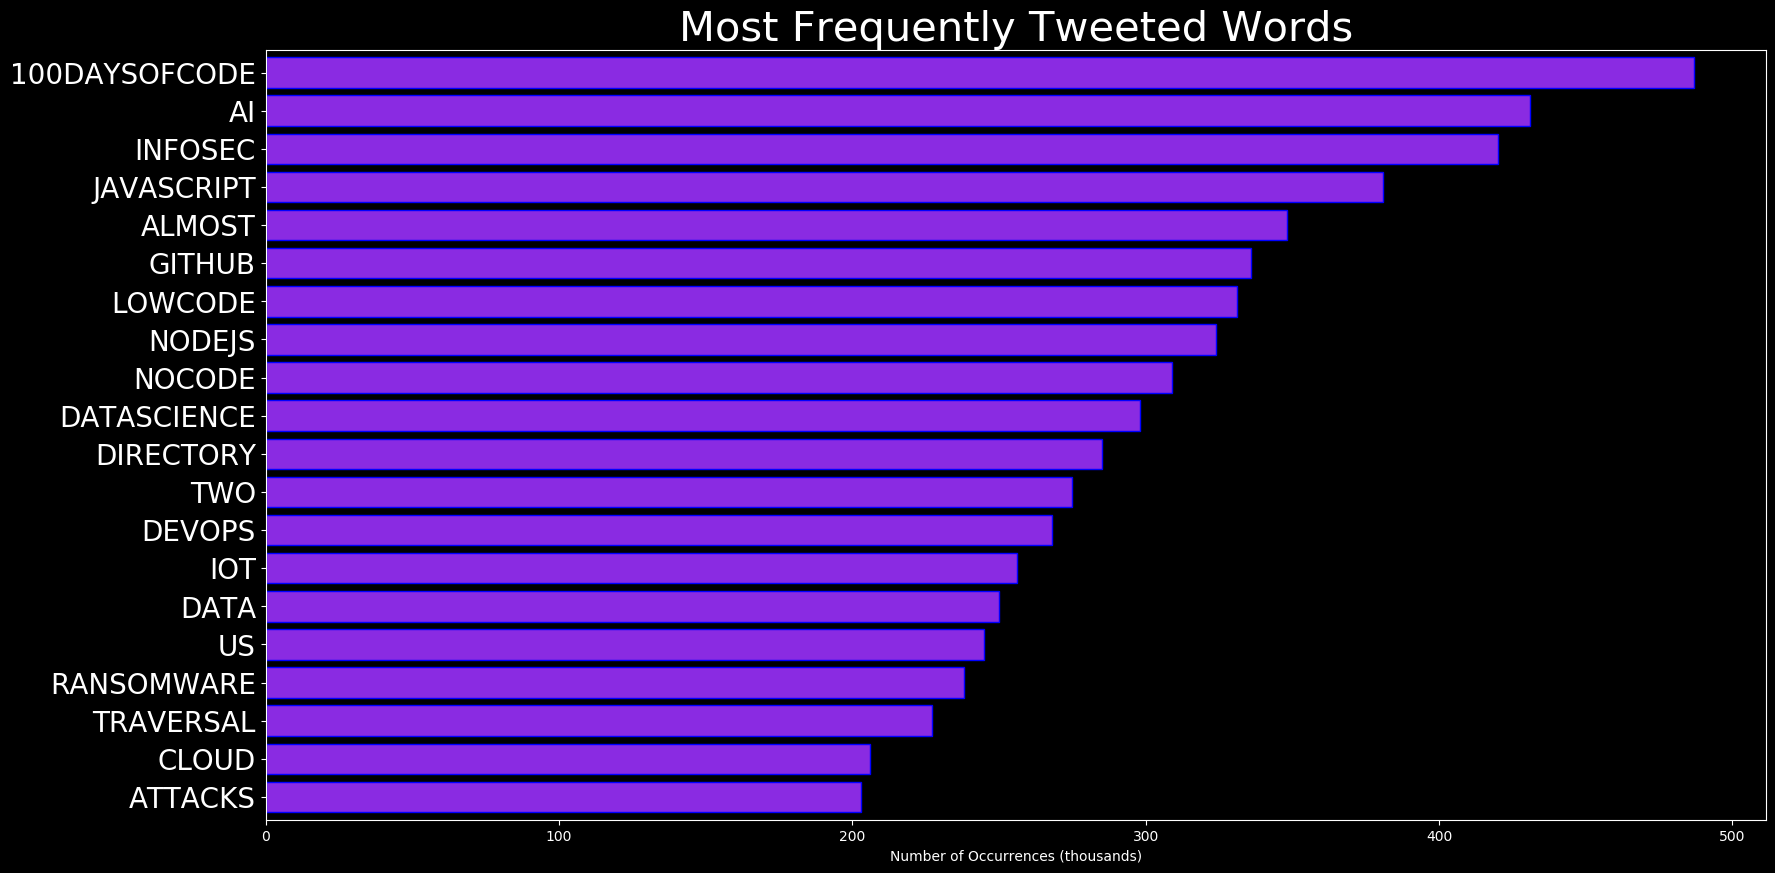 Most Frequently Tweeted Words
100DAYSOFCODE
AI
INFOSEC
JAVASCRIPT
ALMOST
GITHUB
LOWCODE
NODEJS
NOCODE
DATASCIENCE
DIRECTORY
TWO
DEVOPS
IOT
DATA
US
RANSOMWARE
TRAVERSAL
CLOUD
ATTACKS
0 100 200 300 400 500
Number of Occurrences (thousands)